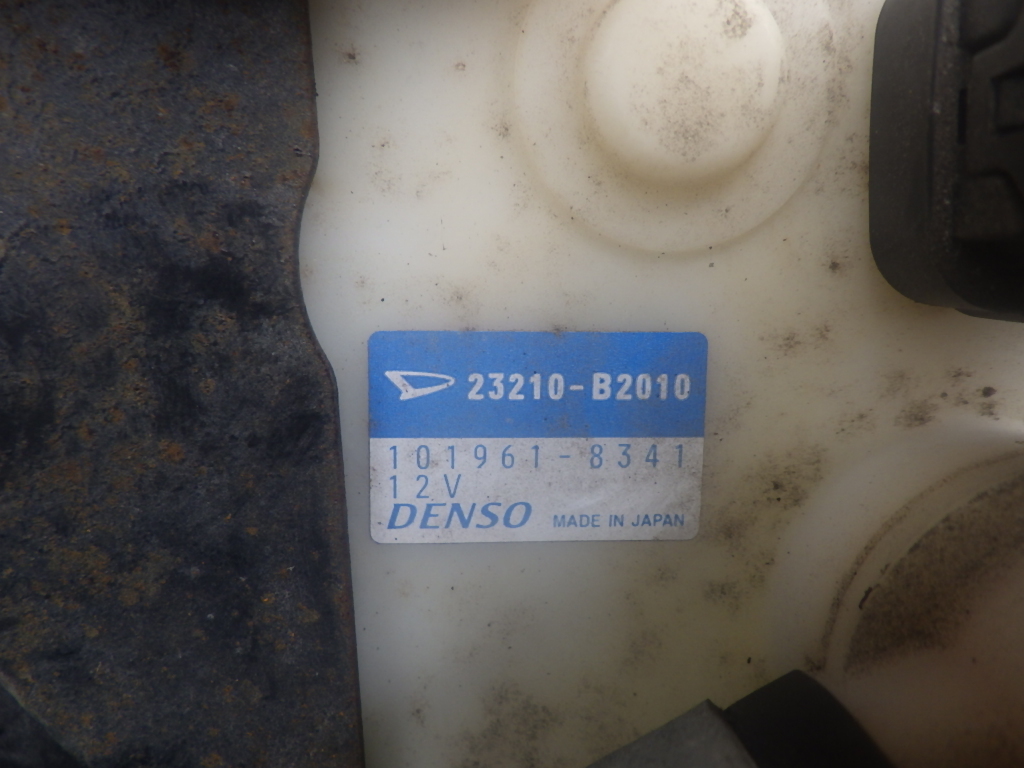 23210-B2010
101961-8341
12V
DENSO MADE IN JAPAN